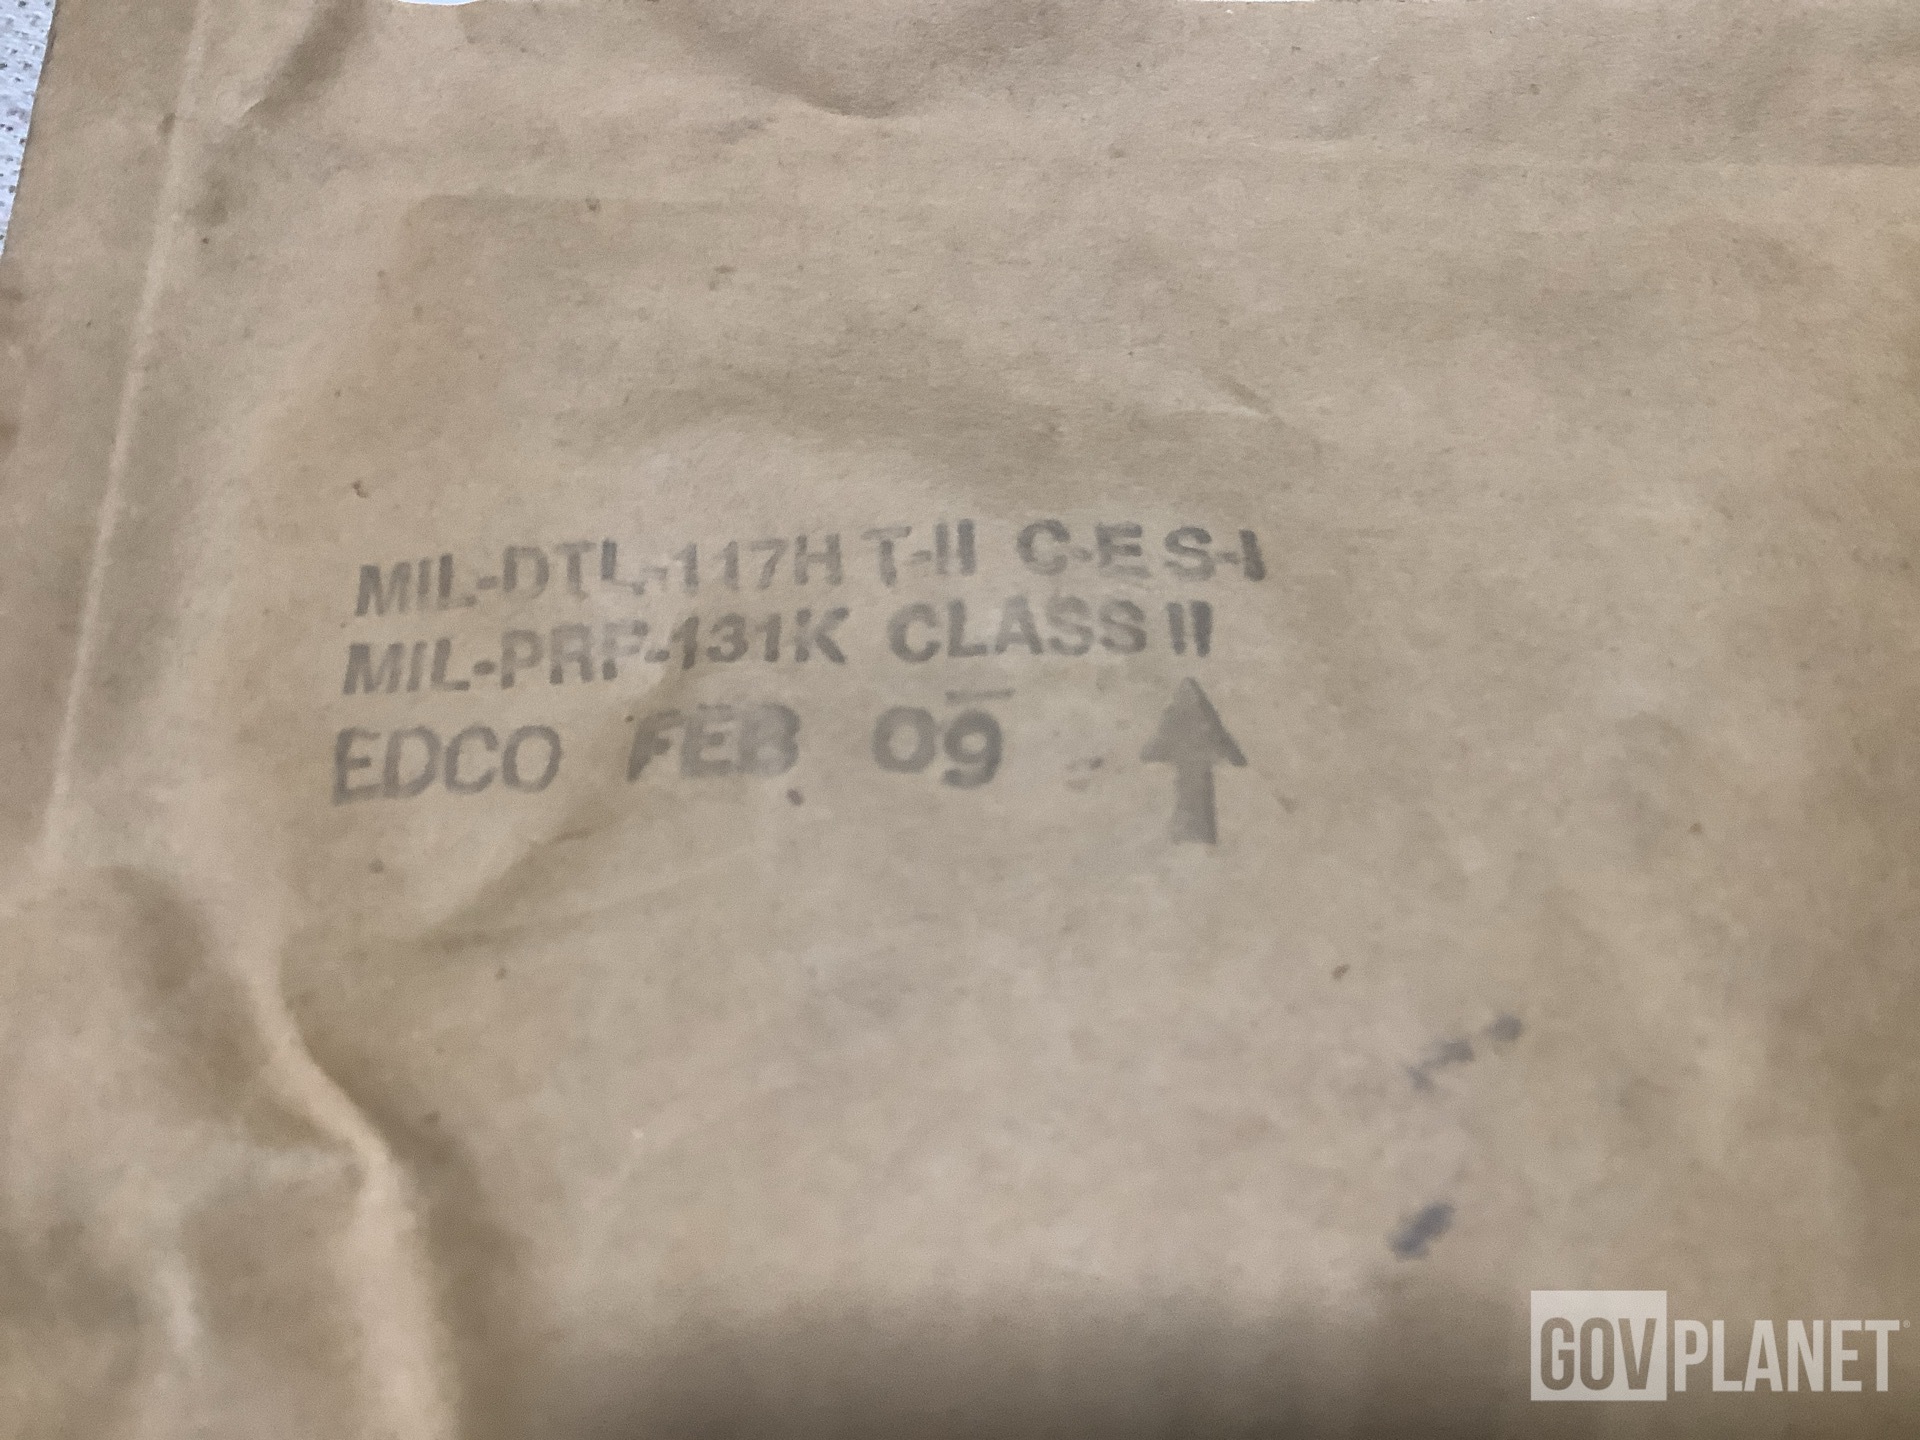 MIL-DTL-117H T-II C-E S-I
MIL-PRF-131K CLASS II
EDCO FEB 09
GOVPLANET